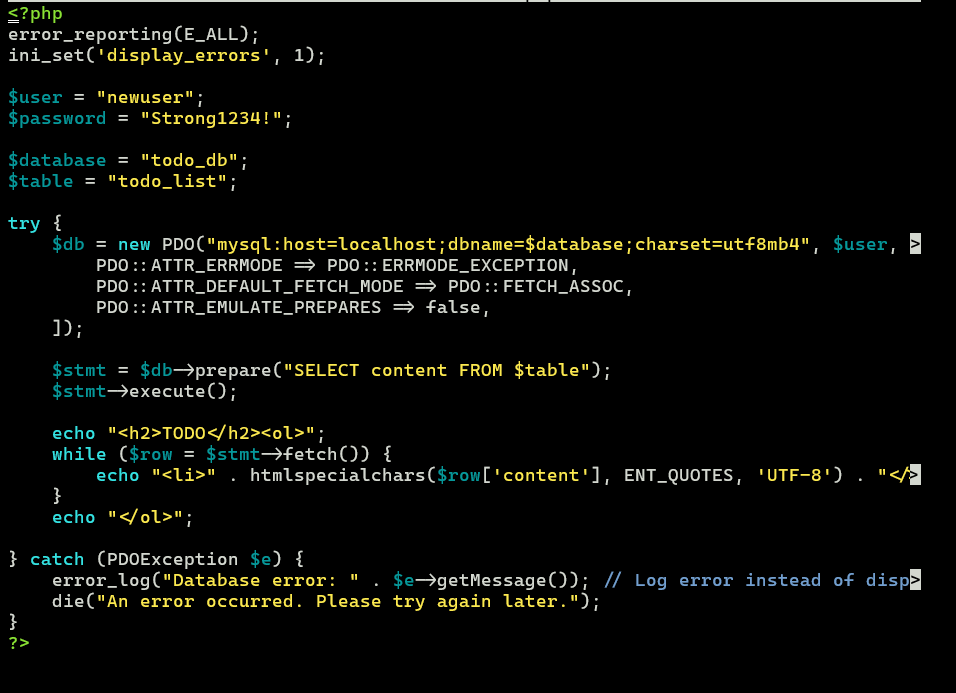 <?php
error_reporting(E_ALL);
ini_set('display_errors', 1);

$user = "newuser";
$password = "Strong1234!";

$database = "todo_db";
$table = "todo_list";

try {
    $db = new PDO("mysql:host=localhost;dbname=$database;charset=utf8mb4", $user, >
        PDO::ATTR_ERRMODE => PDO::ERRMODE_EXCEPTION,
        PDO::ATTR_DEFAULT_FETCH_MODE => PDO::FETCH_ASSOC,
        PDO::ATTR_EMULATE_PREPARES => false,
    ]);

    $stmt = $db->prepare("SELECT content FROM $table");
    $stmt->execute();

    echo "<h2>TODO</h2><ol>";
    while ($row = $stmt->fetch()) {
        echo "<li>" . htmlspecialchars($row['content'], ENT_QUOTES, 'UTF-8') . "</>
    }
    echo "</ol>";

} catch (PDOException $e) {
    error_log("Database error: " . $e->getMessage()); // Log error instead of disp>
    die("An error occurred. Please try again later.");
}
?>